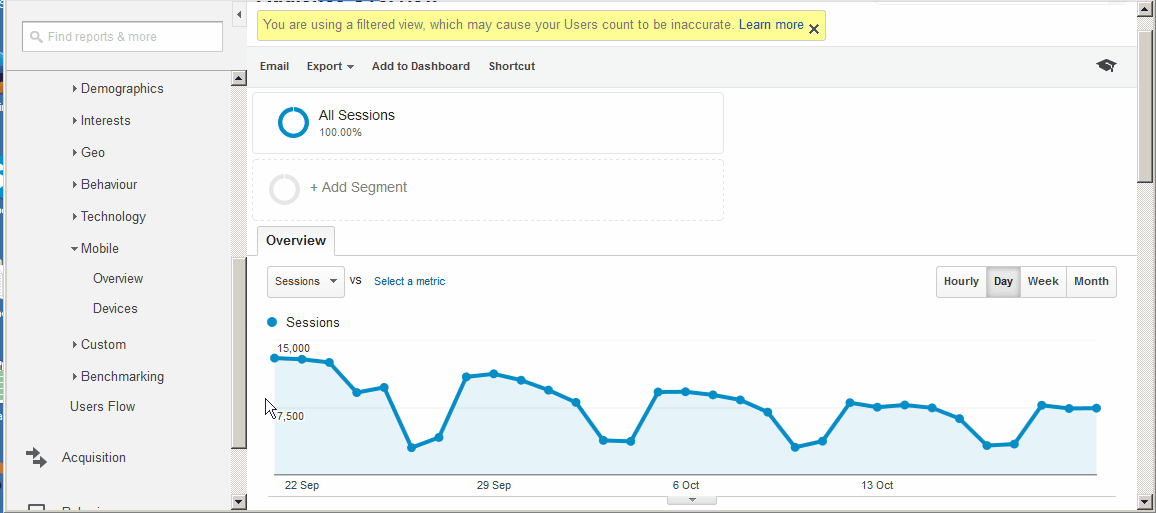 You are using a filtered view, which may cause your Users count to be inaccurate. Learn more
Find reports & more
Email Export Add to Dashboard Shortcut
Demographics
Interests
Geo
Behaviour
Technology
Mobile
Overview
Devices
Custom
Benchmarking
Users Flow
Acquisition
All Sessions
100.00%
+ Add Segment
Overview
Sessions VS Select a metric
Hourly Day Week Month
Sessions
15,000
7,500
22 Sep 29 Sep 6 Oct 13 Oct